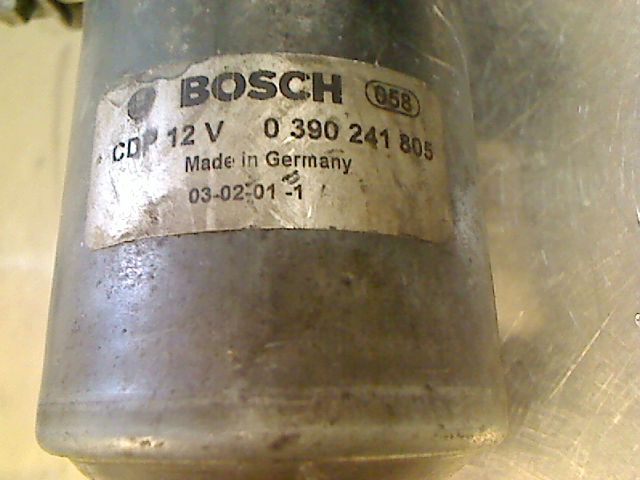 BOSCH 058
CDP 12 V 0 390 241 805
Made in Germany
03-02-01 -1